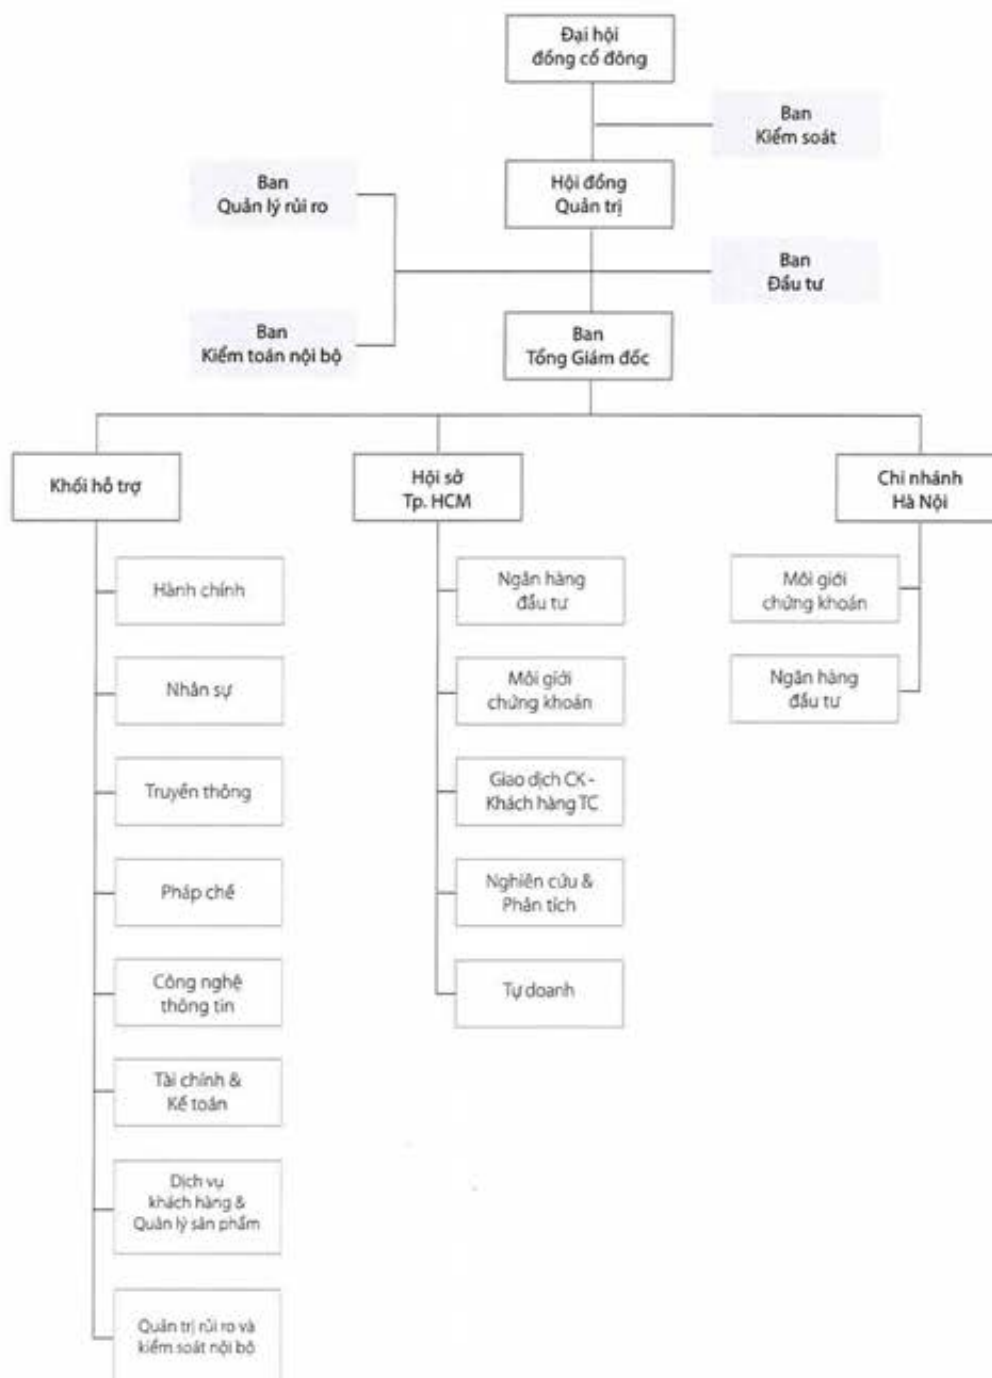 Đại hội
đồng cổ đông
Ban
Kiểm soát
Ban
Quản lý rủi ro
Hội đồng
Quản trị
Ban
Đầu tư
Ban
Kiểm toán nội bộ
Ban
Tổng Giám đốc
Khối hỗ trợ
Hội sở
Tp. HCM
Chi nhánh
Hà Nội
Hành chính
Nhân sự
Truyền thông
Pháp chế
Công nghệ
thông tin
Tài chính &
Kế toán
Dịch vụ
khách hàng &
Quản lý sản phẩm
Quản trị rủi ro và
kiểm soát nội bộ
Ngân hàng
đầu tư
Môi giới
chứng khoán
Giao dịch CK -
Khách hàng TC
Nghiên cứu &
Phân tích
Tự doanh
Môi giới
chứng khoán
Ngân hàng
đầu tư